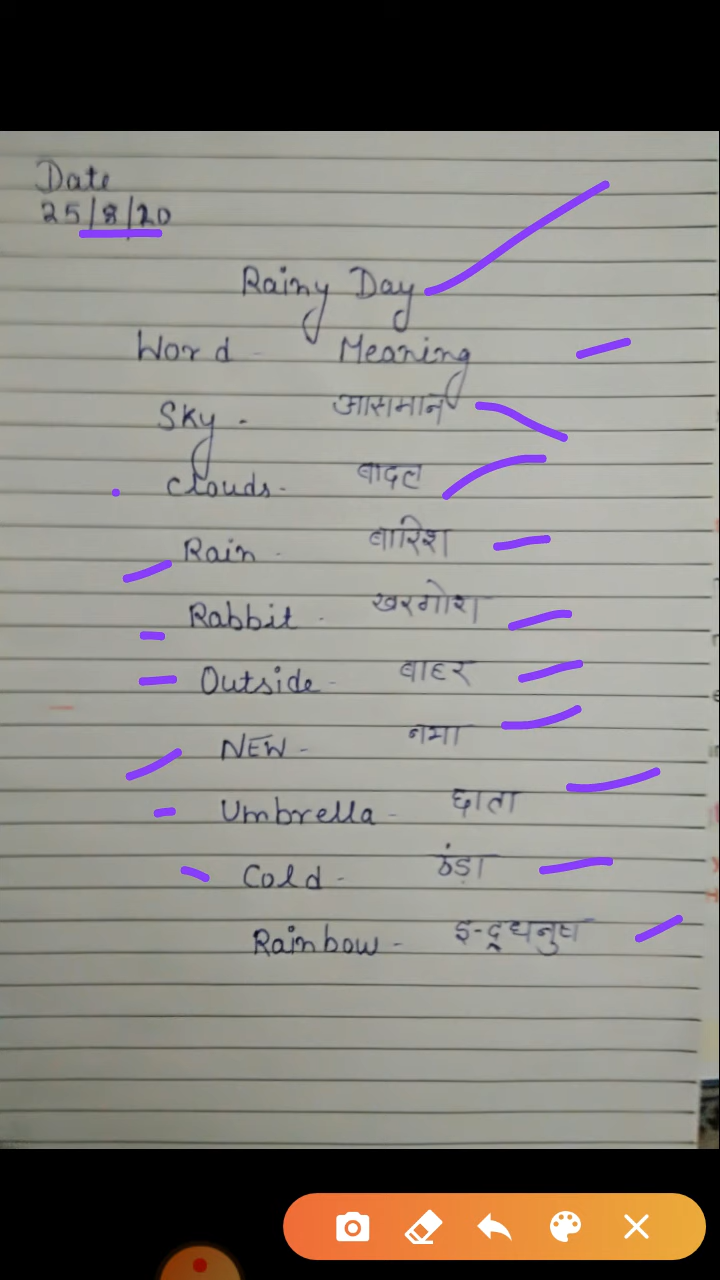 Date
25/8/20
Rainy Day
Word - Meaning
Sky - आसमान
Clouds - बादल
Rain - बारिश
Rabbit - खरगोश
Outside - बाहर
NEW - नया
Umbrella - छाता
Cold - ठंड़ा
Rainbow - इन्द्रधनुष